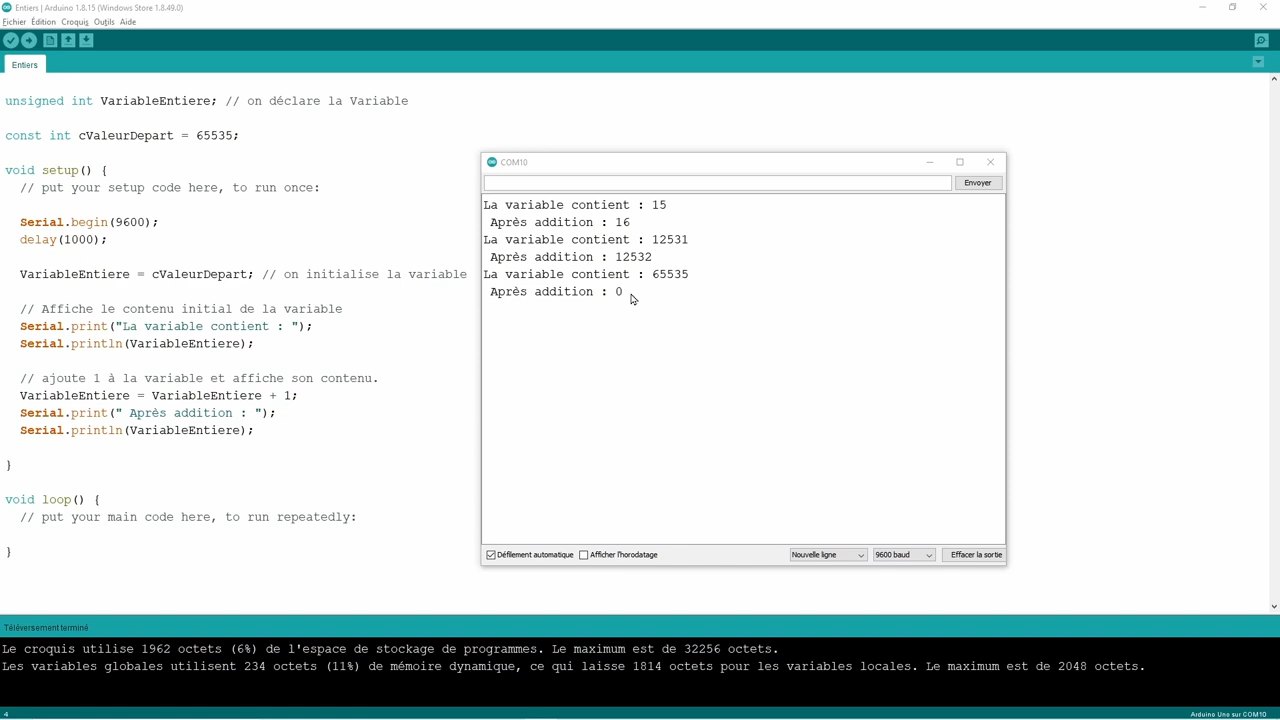 Entiers | Arduino 1.8.15 (Windows Store 1.8.49.0)
Fichier Édition Croquis Outils Aide
Entiers
unsigned int VariableEntiere; // on déclare la Variable
const int cValeurDepart = 65535;
void setup() {
// put your setup code here, to run once:
Serial.begin(9600);
delay(1000);
VariableEntiere = cValeurDepart; // on initialise la variable
// Affiche le contenu initial de la variable
Serial.print("La variable contient : ");
Serial.println(VariableEntiere);
// ajoute 1 à la variable et affiche son contenu.
VariableEntiere = VariableEntiere + 1;
Serial.print(" Après addition : ");
Serial.println(VariableEntiere);
}
void loop() {
// put your main code here, to run repeatedly:
}
COM10
Envoyer
La variable contient : 15
Après addition : 16
La variable contient : 12531
Après addition : 12532
La variable contient : 65535
Après addition : 0
Défilement automatique Afficher l'horodatage Nouvelle ligne 9600 baud Effacer la sortie
Téléversement terminé
Le croquis utilise 1962 octets (6%) de l'espace de stockage de programmes. Le maximum est de 32256 octets.
Les variables globales utilisent 234 octets (11%) de mémoire dynamique, ce qui laisse 1814 octets pour les variables locales. Le maximum est de 2048 octets.
4 Arduino Uno sur COM10